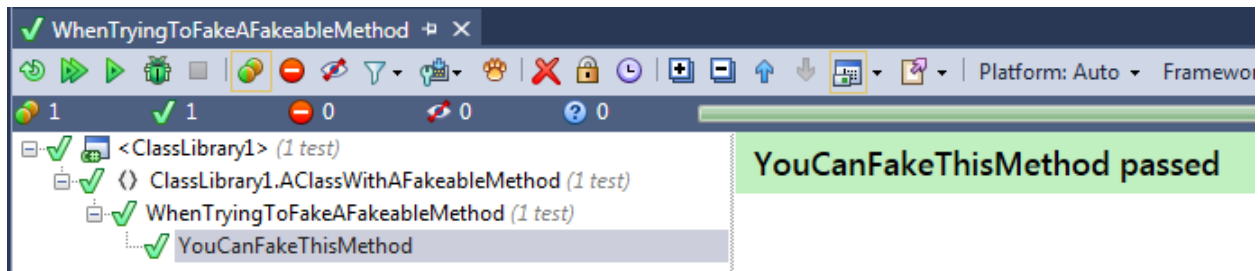 WhenTryingToFakeAFakeableMethod
Platform: Auto Framewor
1 1 0 0 0
<ClassLibrary1> (1 test)
ClassLibrary1.AClassWithAFakeableMethod (1 test)
WhenTryingToFakeAFakeableMethod (1 test)
YouCanFakeThisMethod
YouCanFakeThisMethod passed